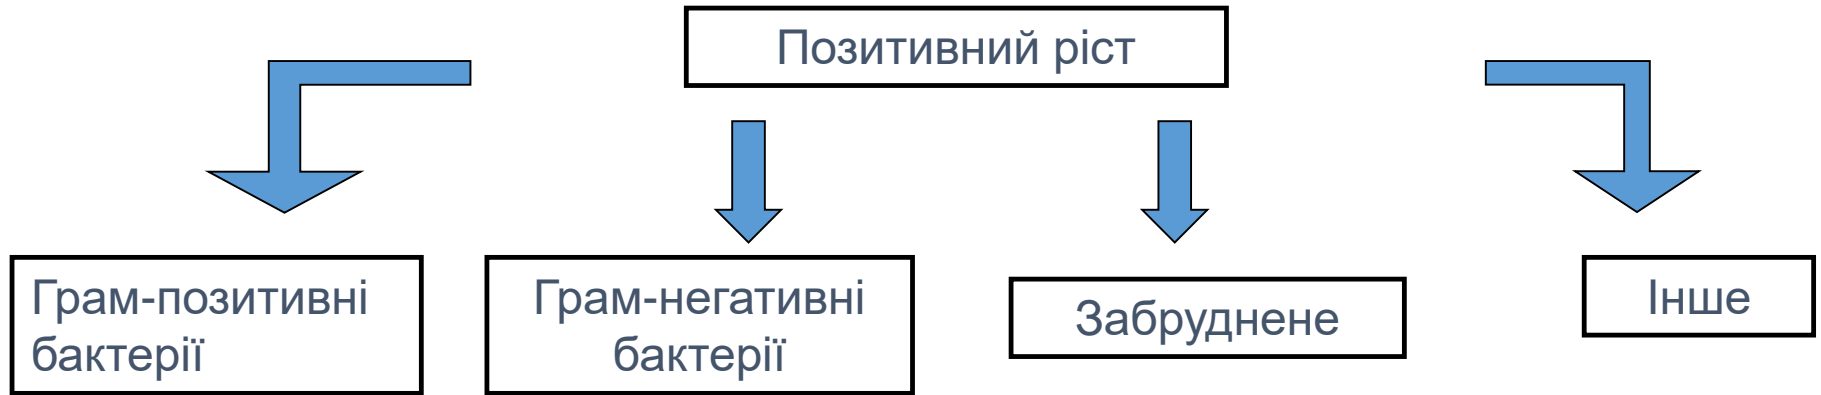 Позитивний ріст
Грам-позитивні
бактерії
Грам-негативні
бактерії
Забруднене
Інше